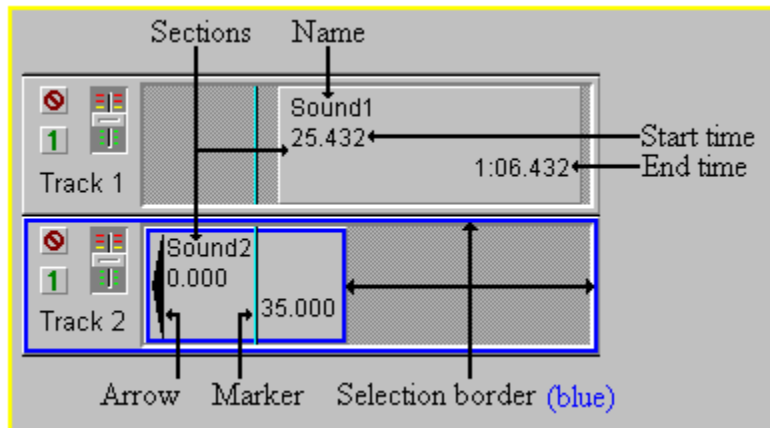 Sections Name
Sound1
25.432 Start time
1:06.432 End time
1
Track 1
Sound2
0.000
1
35.000
Track 2
Arrow Marker Selection border (blue)